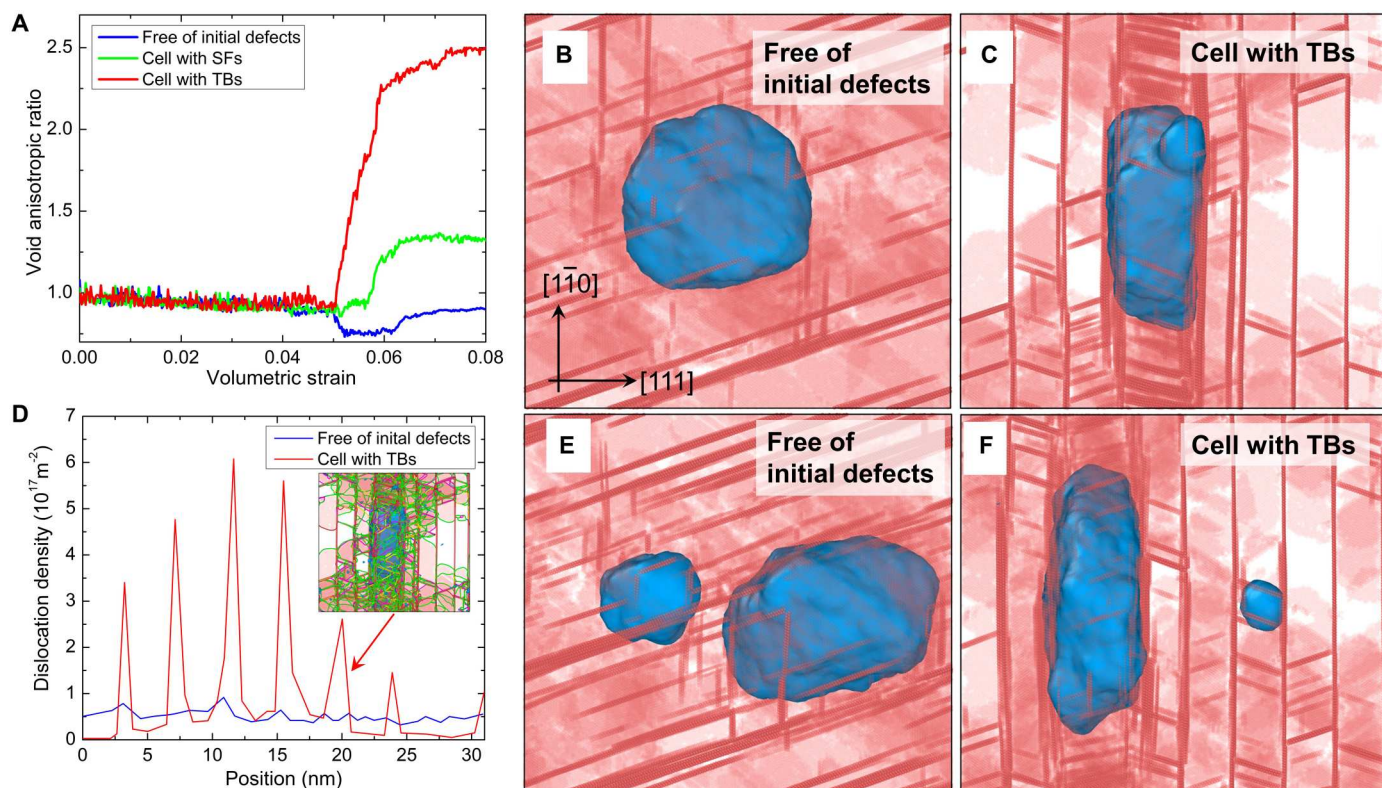 A
Free of initial defects
Cell with SFs
Cell with TBs
2.5
2.0
1.5
1.0
0.00
0.02
0.04
0.06
0.08
Void anisotropic ratio
Volumetric strain
B
Free of
initial defects
[11̄0]
[111]
C
Cell with TBs
D
Free of inital defects
Cell with TBs
7
6
5
4
3
2
1
0
0
5
10
15
20
25
30
Dislocation density (10¹⁷m⁻²)
Position (nm)
E
Free of
initial defects
F
Cell with TBs